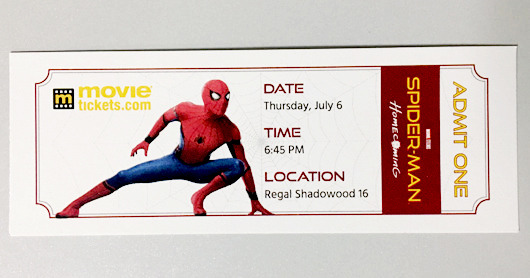 movie
tickets.com
DATE
Thursday, July 6
TIME
6:45 PM
LOCATION
Regal Shadowood 16
SPIDER-MAN
HOMECOMING
ADMIT ONE